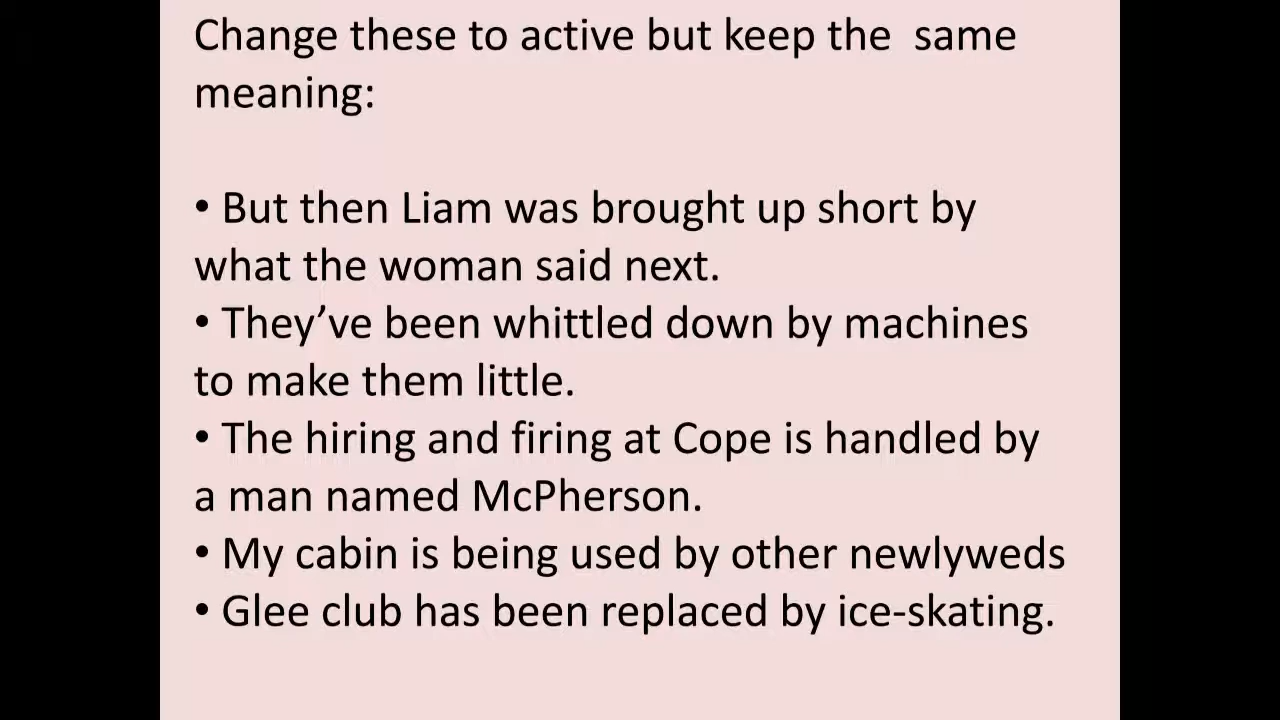 Change these to active but keep the  same
meaning:
• But then Liam was brought up short by
what the woman said next.
• They’ve been whittled down by machines
to make them little.
• The hiring and firing at Cope is handled by
a man named McPherson.
• My cabin is being used by other newlyweds
• Glee club has been replaced by ice-skating.